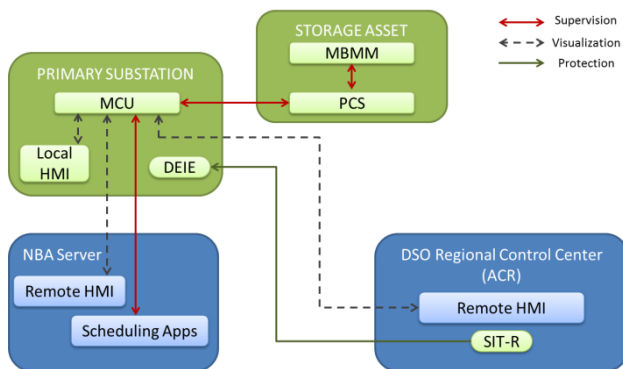 STORAGE ASSET
MBMM
PCS
Supervision
Visualization
Protection
PRIMARY SUBSTATION
MCU
Local
HMI
DEIE
NBA Server
Remote HMI
Scheduling Apps
DSO Regional Control Center
(ACR)
Remote HMI
SIT-R